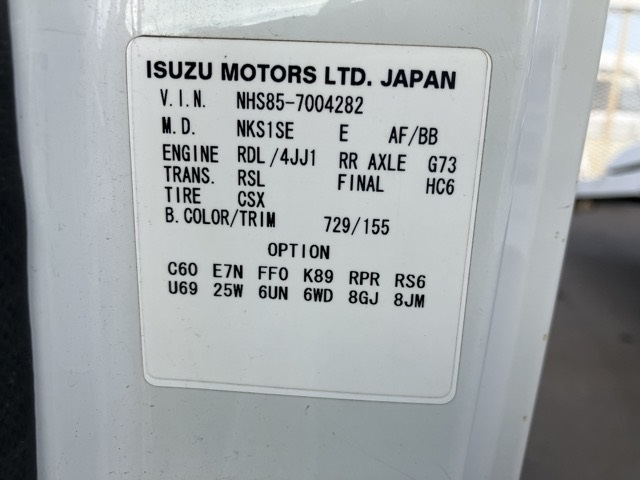 ISUZU MOTORS LTD. JAPAN
V.I.N. NHS85-7004282
M.D. NKS1SE E AF/BB
ENGINE RDL/4JJ1 RR AXLE G73
TRANS. RSL FINAL HC6
TIRE CSX
B.COLOR/TRIM 729/155
OPTION
C60 E7N FF0 K89 RPR RS6
U69 25W 6UN 6WD 8GJ 8JM